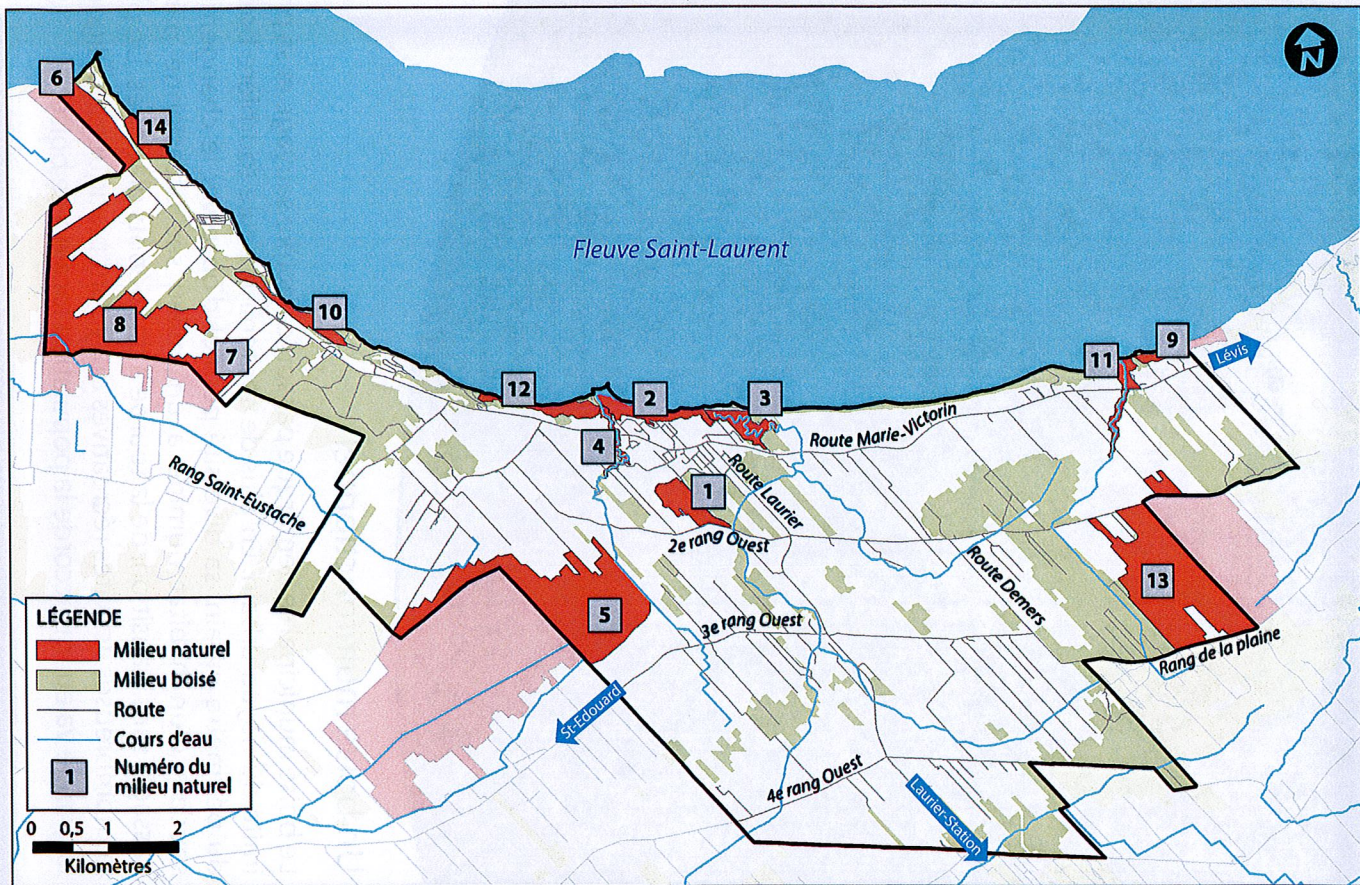 N
6
14
Fleuve Saint-Laurent
10
8
7
12
2
3
11
9
Lévis
4
Route Marie-Victorin
Rang Saint-Eustache
1
Route Laurier
2e rang Ouest
Route Demers
13
5
3e rang Ouest
Rang de la plaine
St-Edouard
4e rang Ouest
Laurier-Station
LÉGENDE
Milieu naturel
Milieu boisé
Route
Cours d'eau
1 Numéro du
milieu naturel
0 0,5 1 2
Kilomètres